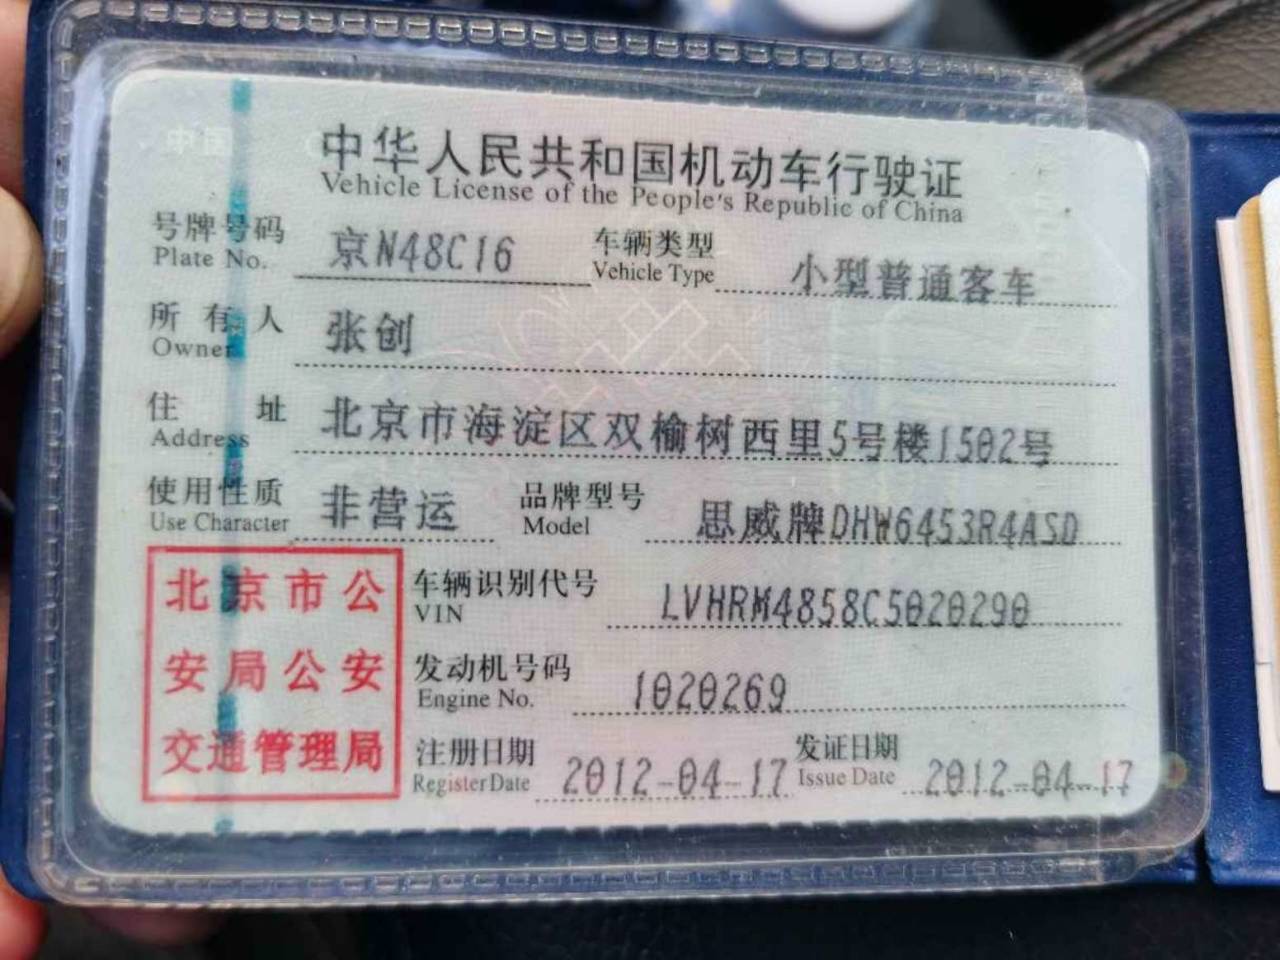 中华人民共和国机动车行驶证
Vehicle License of the People's Republic of China
号牌号码 京N48C16 车辆类型 小型普通客车
Plate No. Vehicle Type
所有人 张创
Owner
住址 北京市海淀区双榆树西里5号楼1502号
Address
使用性质 非营运 品牌型号 思威牌DHW6453R4ASD
Use Character Model
北京市公
安局公安
交通管理局
车辆识别代号 LVHRM4858C5020290
VIN
发动机号码 1020269
Engine No.
注册日期 2012-04-17 发证日期 2012-04-17
Register Date Issue Date